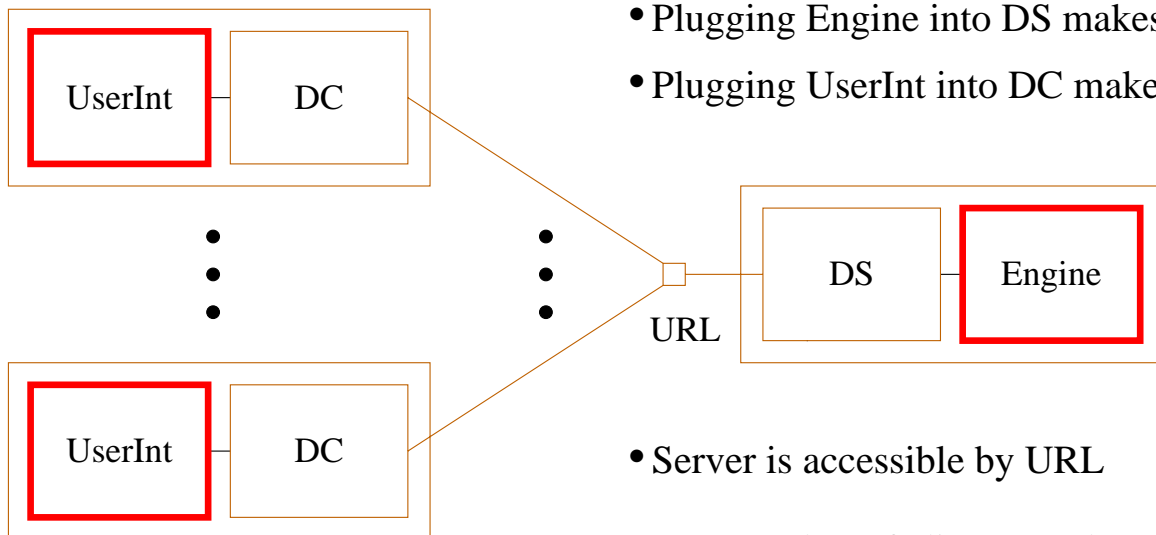 • Plugging Engine into DS makes
• Plugging UserInt into DC make
UserInt
DC
DS
Engine
URL
UserInt
DC
• Server is accessible by URL